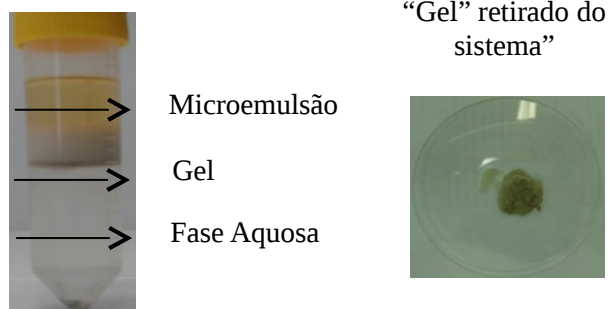 “Gel” retirado do
sistema”
Microemulsão
Gel
Fase Aquosa